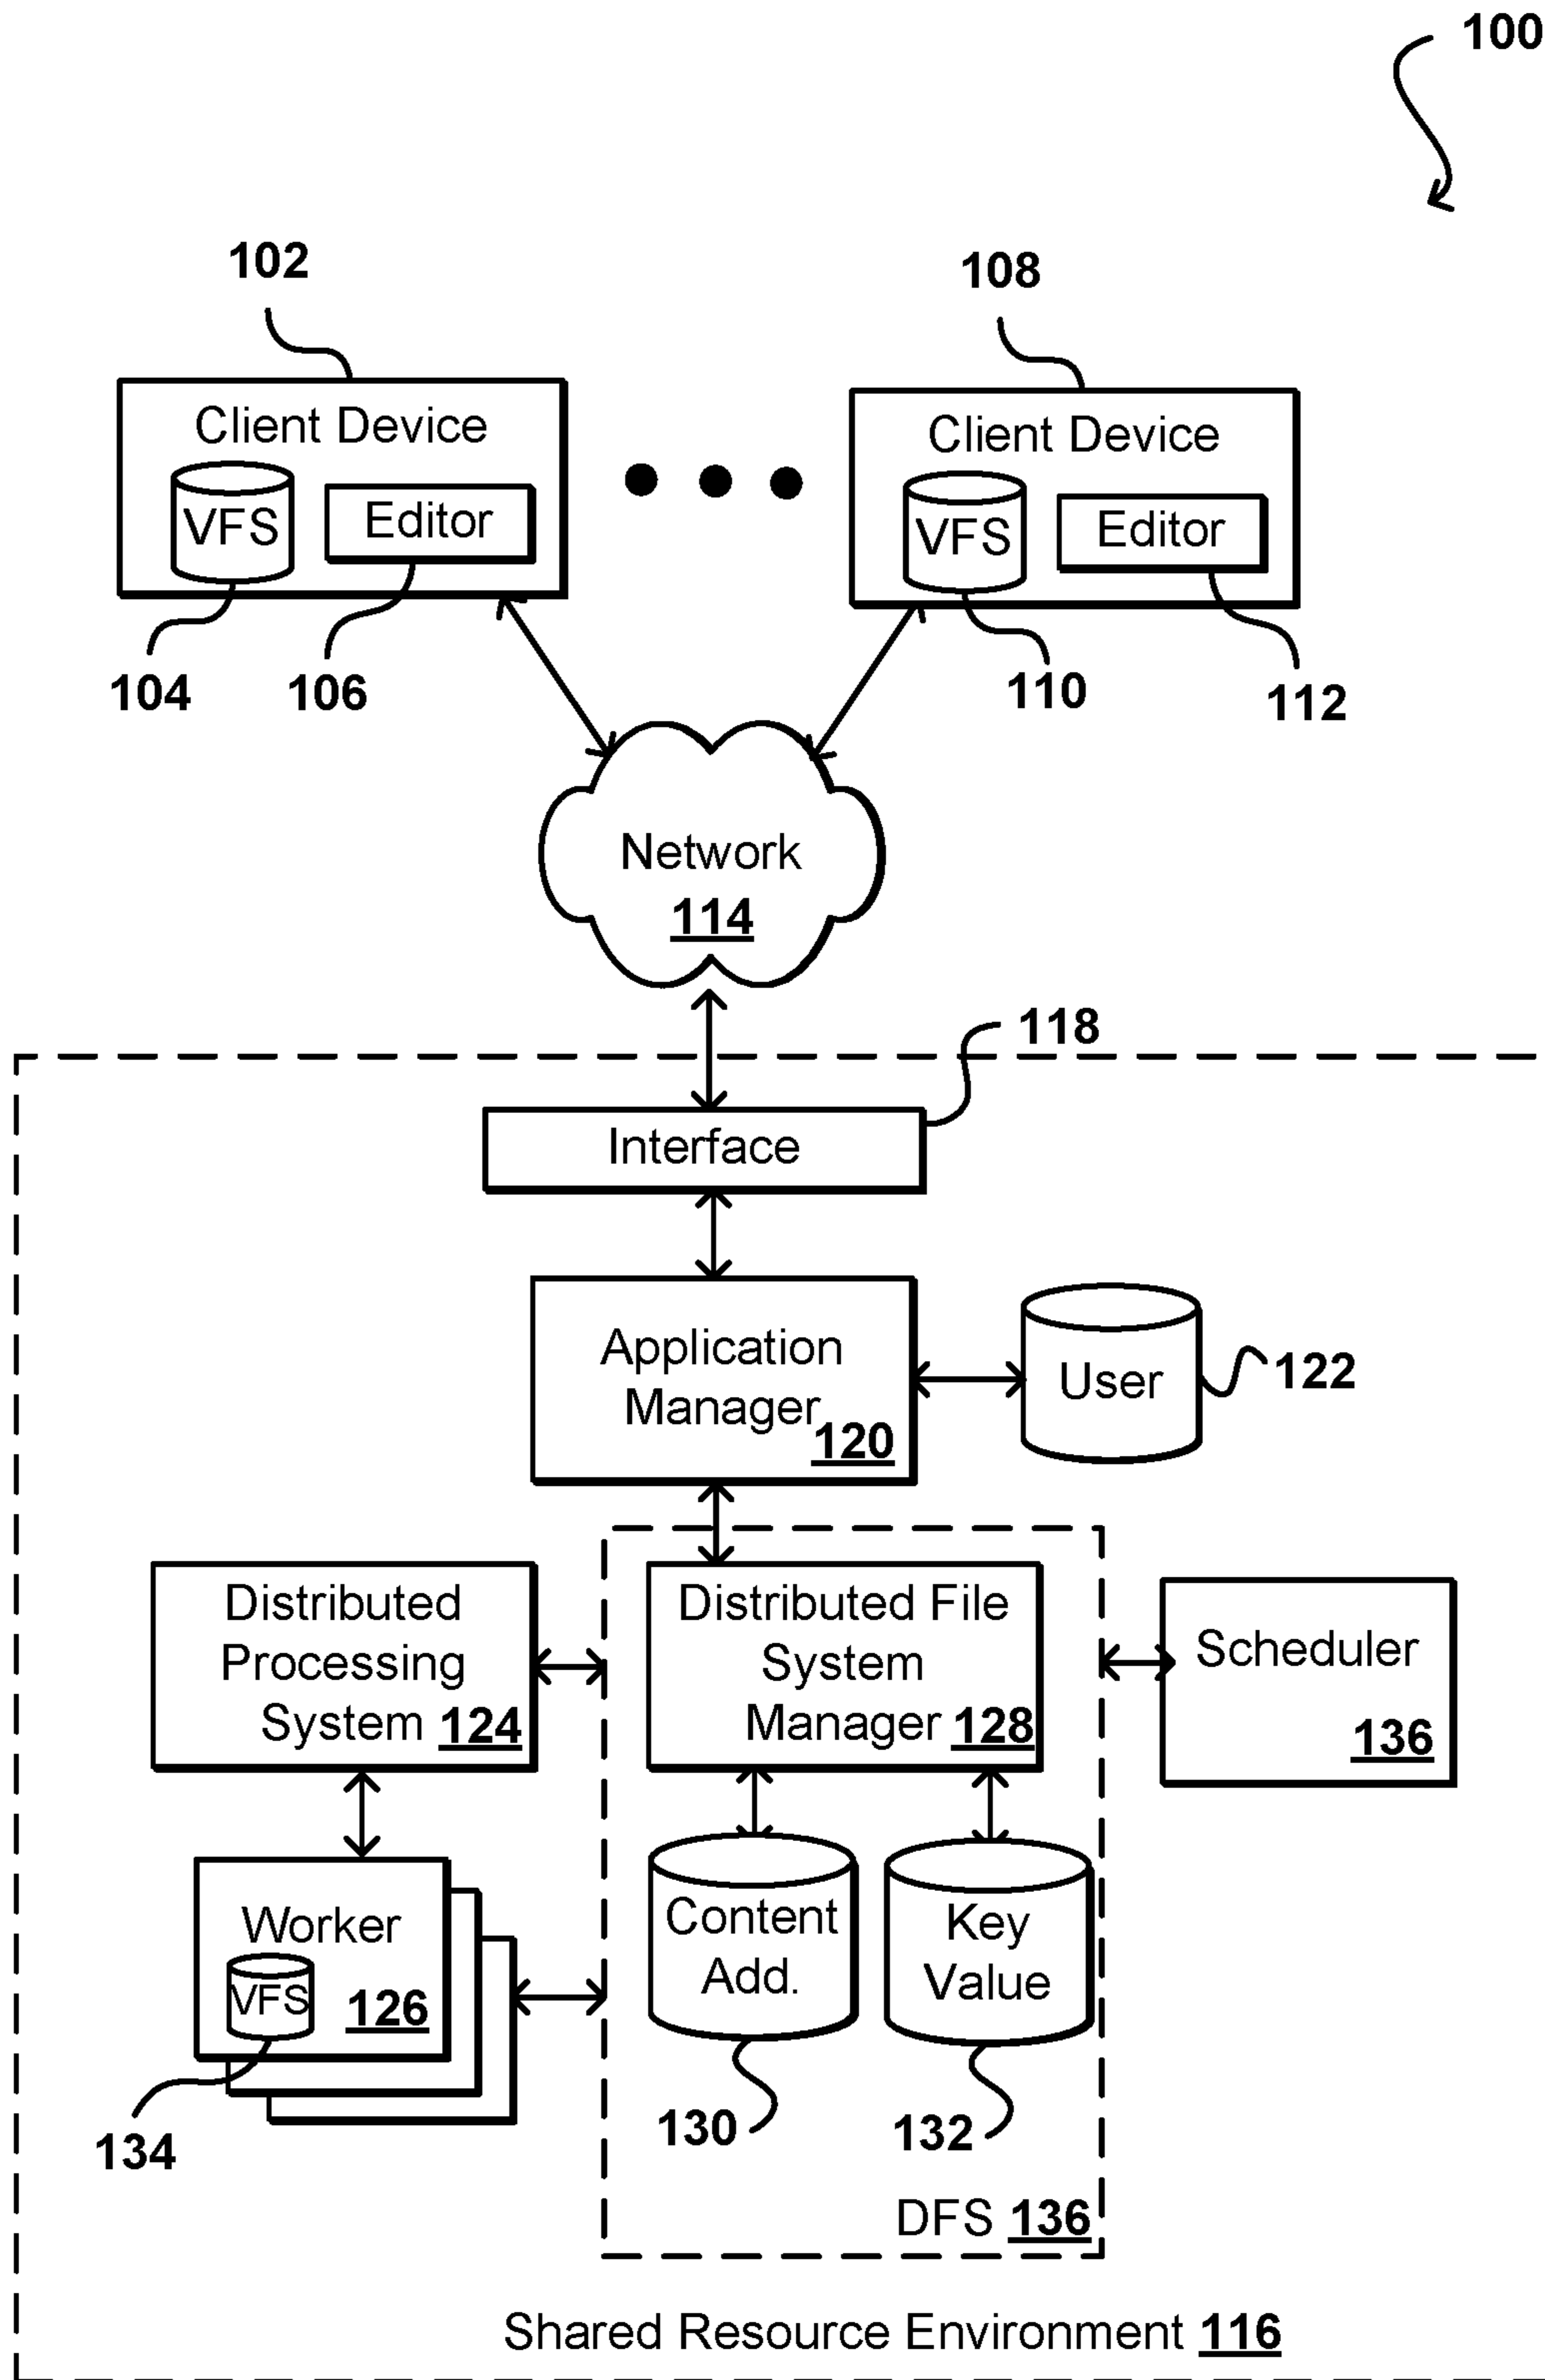 100
102
108
Client Device
VFS
Editor
Client Device
VFS
Editor
104
106
110
112
Network
114
118
Interface
Application
Manager
120
User
122
Distributed
Processing
System 124
Distributed File
System
Manager 128
Scheduler
136
Worker
VFS
126
Content
Add.
Key
Value
134
130
132
DFS 136
Shared Resource Environment 116